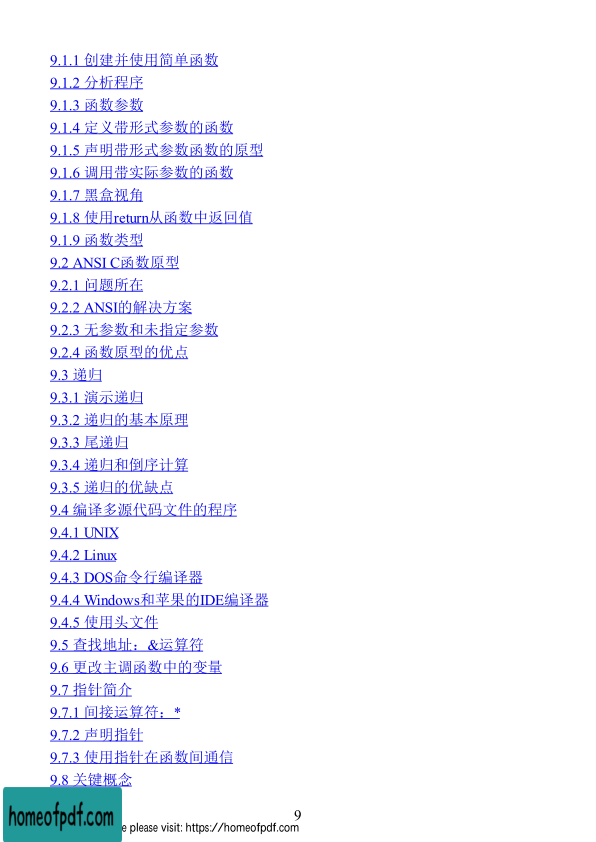 9.1.1 创建并使用简单函数
9.1.2 分析程序
9.1.3 函数参数
9.1.4 定义带形式参数的函数
9.1.5 声明带形式参数函数的原型
9.1.6 调用带实际参数的函数
9.1.7 黑盒视角
9.1.8 使用return从函数中返回值
9.1.9 函数类型
9.2 ANSI C函数原型
9.2.1 问题所在
9.2.2 ANSI的解决方案
9.2.3 无参数和未指定参数
9.2.4 函数原型的优点
9.3 递归
9.3.1 演示递归
9.3.2 递归的基本原理
9.3.3 尾递归
9.3.4 递归和倒序计算
9.3.5 递归的优缺点
9.4 编译多源代码文件的程序
9.4.1 UNIX
9.4.2 Linux
9.4.3 DOS命令行编译器
9.4.4 Windows和苹果的IDE编译器
9.4.5 使用头文件
9.5 查找地址：&运算符
9.6 更改主调函数中的变量
9.7 指针简介
9.7.1 间接运算符：*
9.7.2 声明指针
9.7.3 使用指针在函数间通信
9.8 关键概念
9
homeofpdf.com
e please visit: https://homeofpdf.com